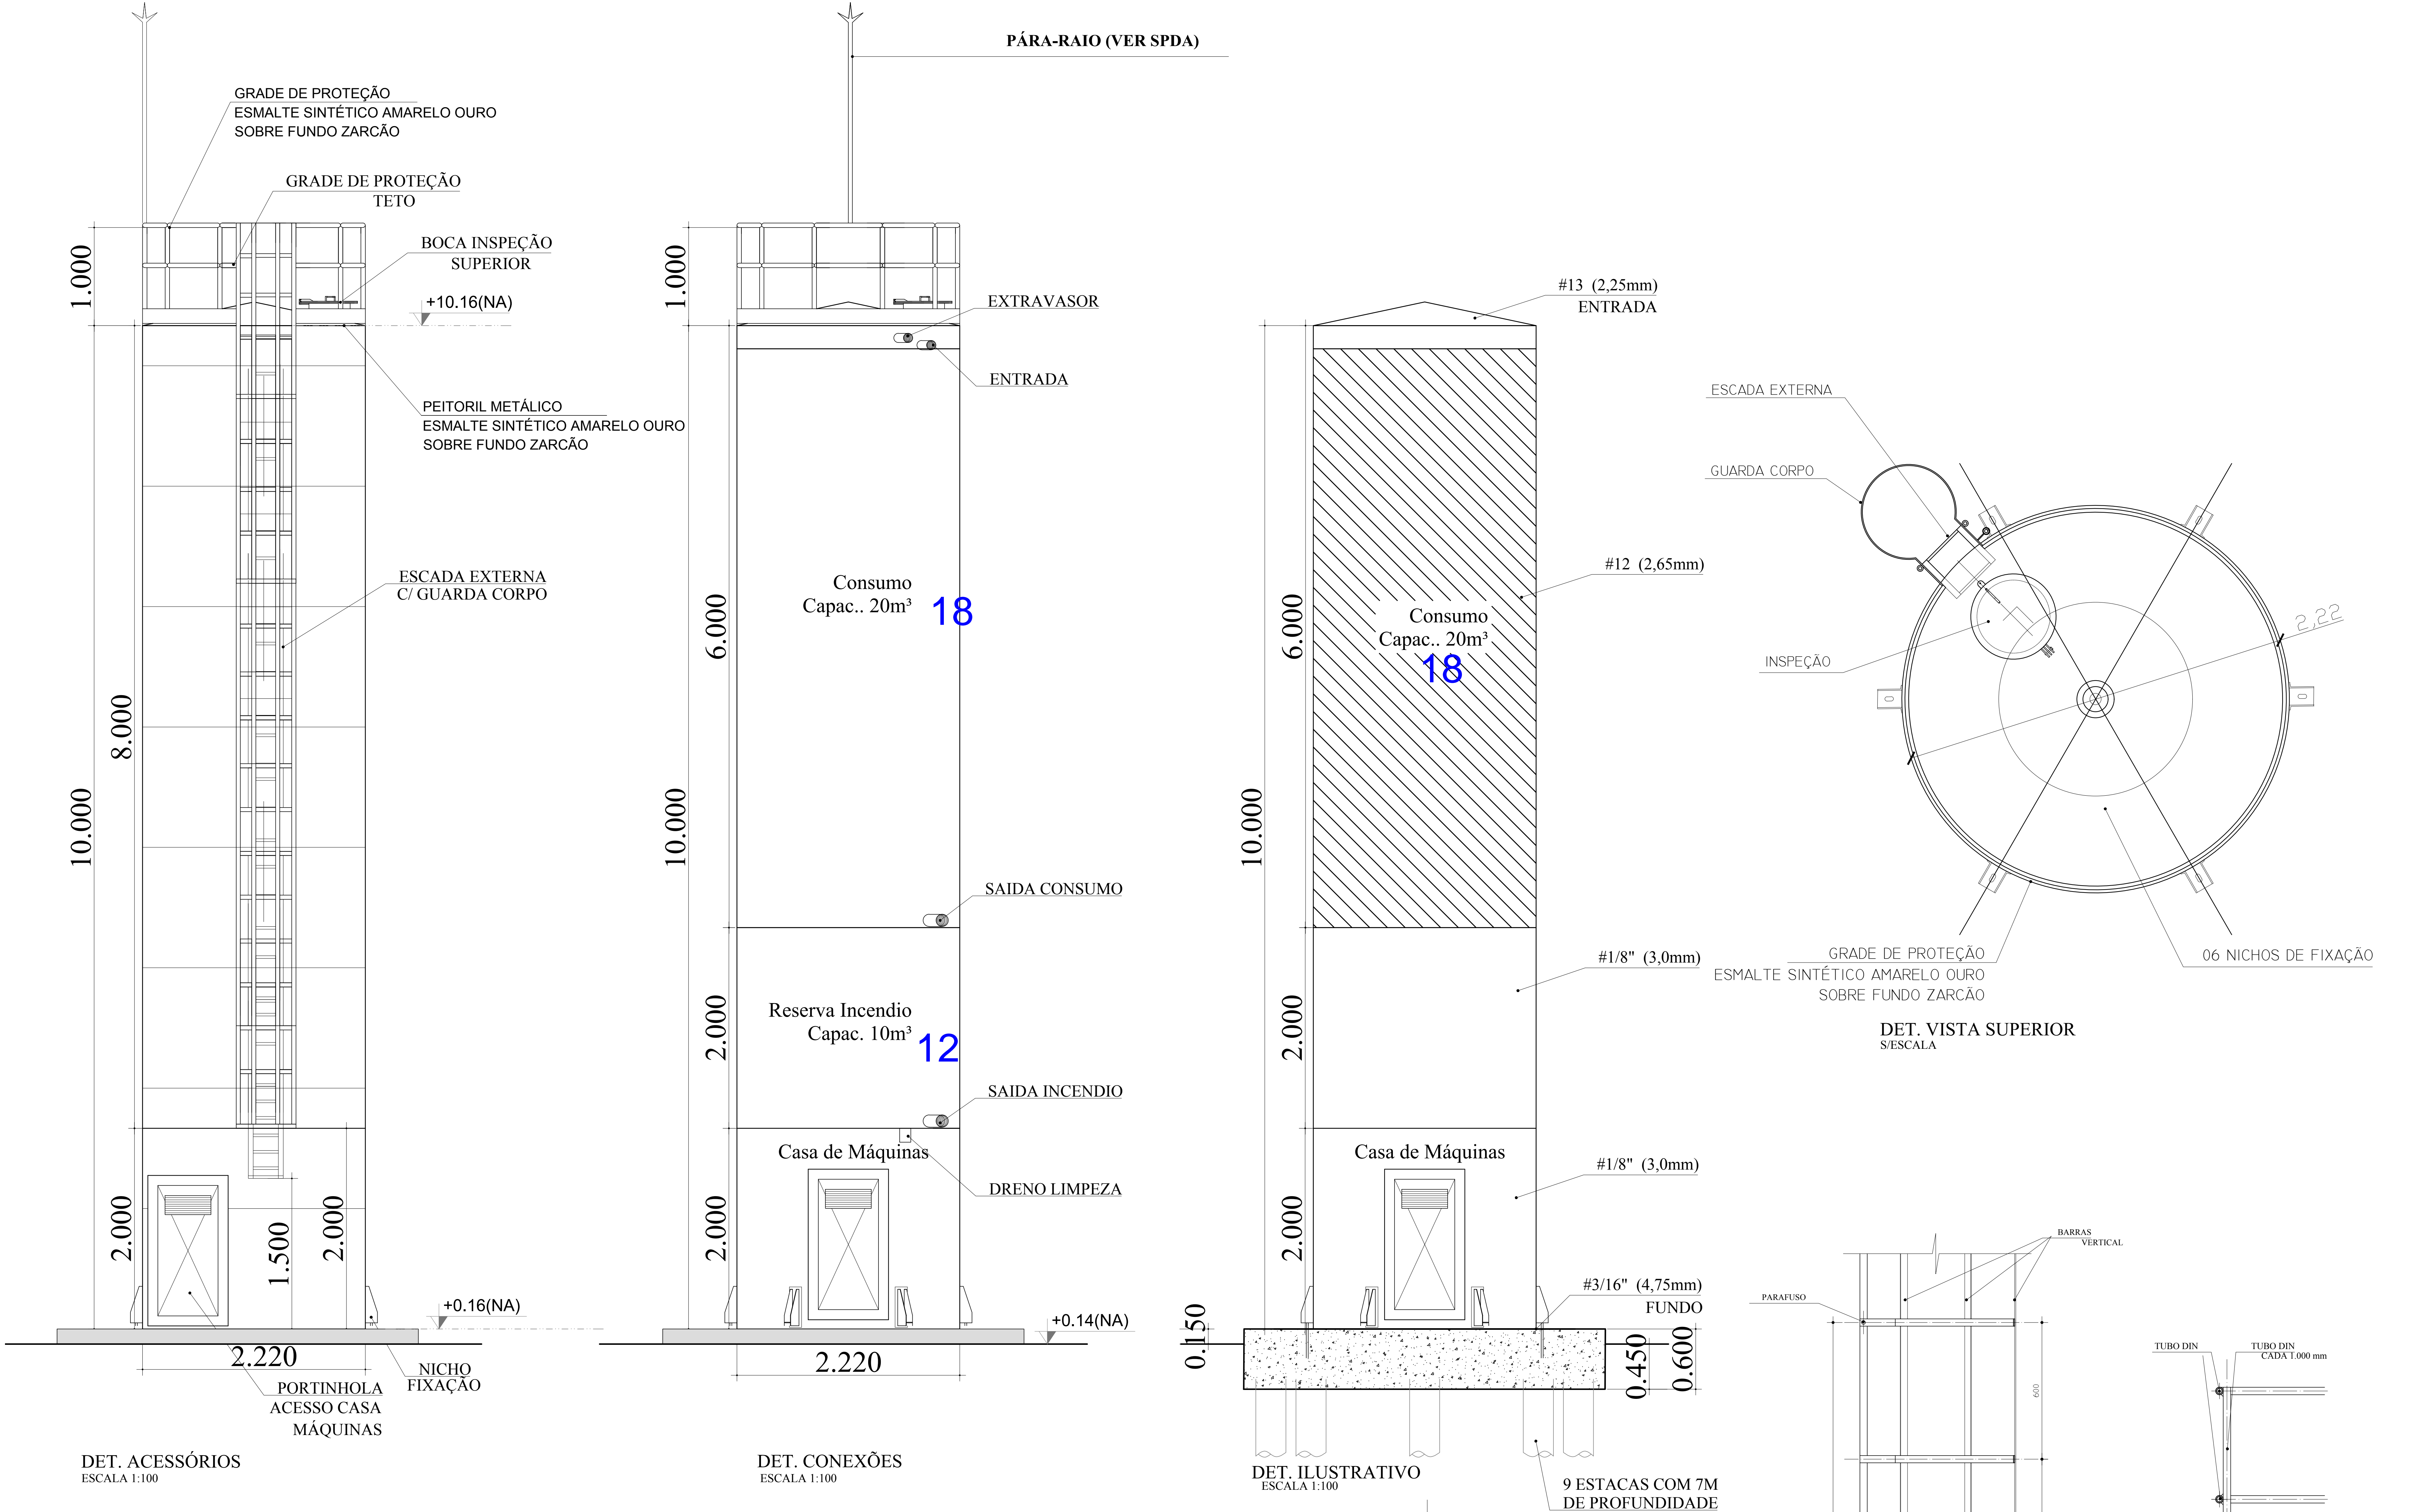 PÁRA-RAIO (VER SPDA)
GRADE DE PROTEÇÃO
ESMALTE SINTÉTICO AMARELO OURO
SOBRE FUNDO ZARCÃO
GRADE DE PROTEÇÃO
TETO
BOCA INSPEÇÃO
SUPERIOR
+10.16(NA)
1.000
PEITORIL METÁLICO
ESMALTE SINTÉTICO AMARELO OURO
SOBRE FUNDO ZARCÃO
ESCADA EXTERNA
C/ GUARDA CORPO
8.000
10.000
2.000
1.500
2.000
+0.16(NA)
2.220
NICHO
FIXAÇÃO
PORTINHOLA
ACESSO CASA
MÁQUINAS
DET. ACESSÓRIOS
ESCALA 1:100
1.000
EXTRAVASOR
ENTRADA
Consumo
Capac.. 20m³
18
6.000
10.000
SAIDA CONSUMO
Reserva Incendio
Capac. 10m³
12
2.000
SAIDA INCENDIO
Casa de Máquinas
DRENO LIMPEZA
2.000
+0.14(NA)
2.220
DET. CONEXÕES
ESCALA 1:100
#13 (2,25mm)
ENTRADA
#12 (2,65mm)
Consumo
Capac.. 20m³
18
6.000
10.000
#1/8" (3,0mm)
2.000
Casa de Máquinas
#1/8" (3,0mm)
2.000
#3/16" (4,75mm)
FUNDO
0.150
0.450
0.600
DET. ILUSTRATIVO
ESCALA 1:100
9 ESTACAS COM 7M
DE PROFUNDIDADE
ESCADA EXTERNA
GUARDA CORPO
INSPEÇÃO
2,22
GRADE DE PROTEÇÃO
ESMALTE SINTÉTICO AMARELO OURO
SOBRE FUNDO ZARCÃO
06 NICHOS DE FIXAÇÃO
DET. VISTA SUPERIOR
S/ESCALA
BARRAS
VERTICAL
PARAFUSO
600
TUBO DIN
TUBO DIN
CADA 1.000 mm